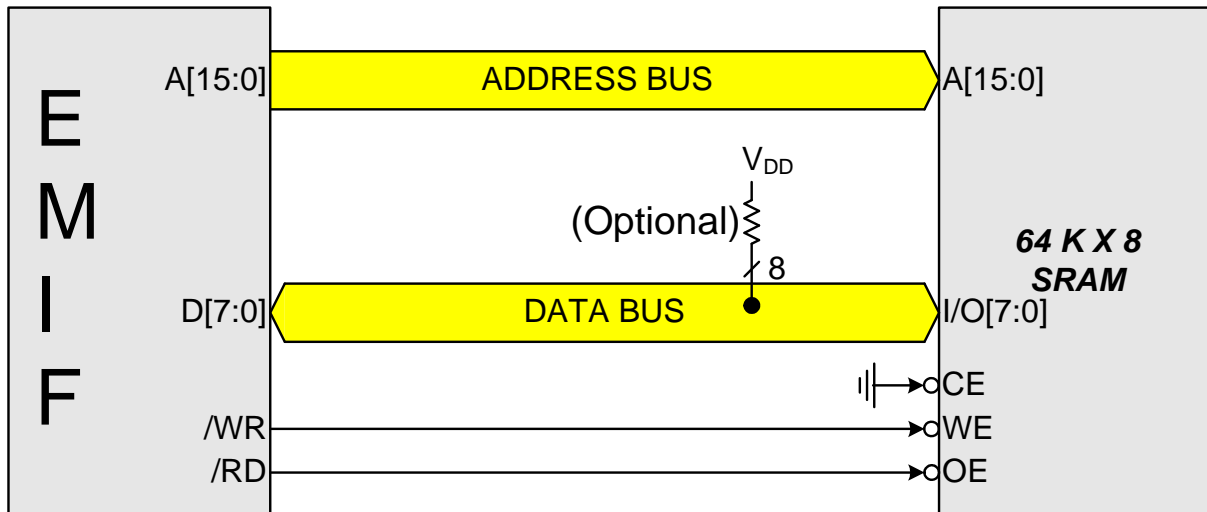 E
M
I
F
A[15:0]
ADDRESS BUS
A[15:0]
VDD
(Optional)
8
64 K X 8
SRAM
D[7:0]
DATA BUS
I/O[7:0]
CE
/WR
WE
/RD
OE